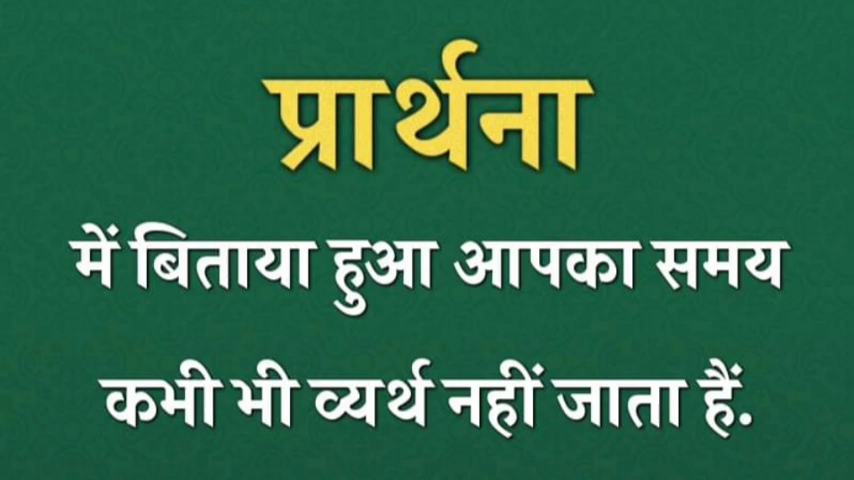 प्रार्थना
में बिताया हुआ आपका समय
कभी भी व्यर्थ नहीं जाता हैं.